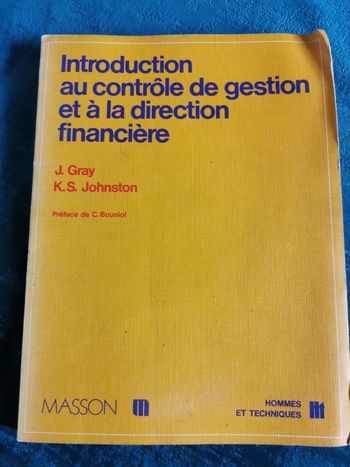 Introduction
au contrôle de gestion
et à la direction
financière
J. Gray
K.S. Johnston
Préface de C. Bouniol
MASSON m
HOMMES
ET TECHNIQUES